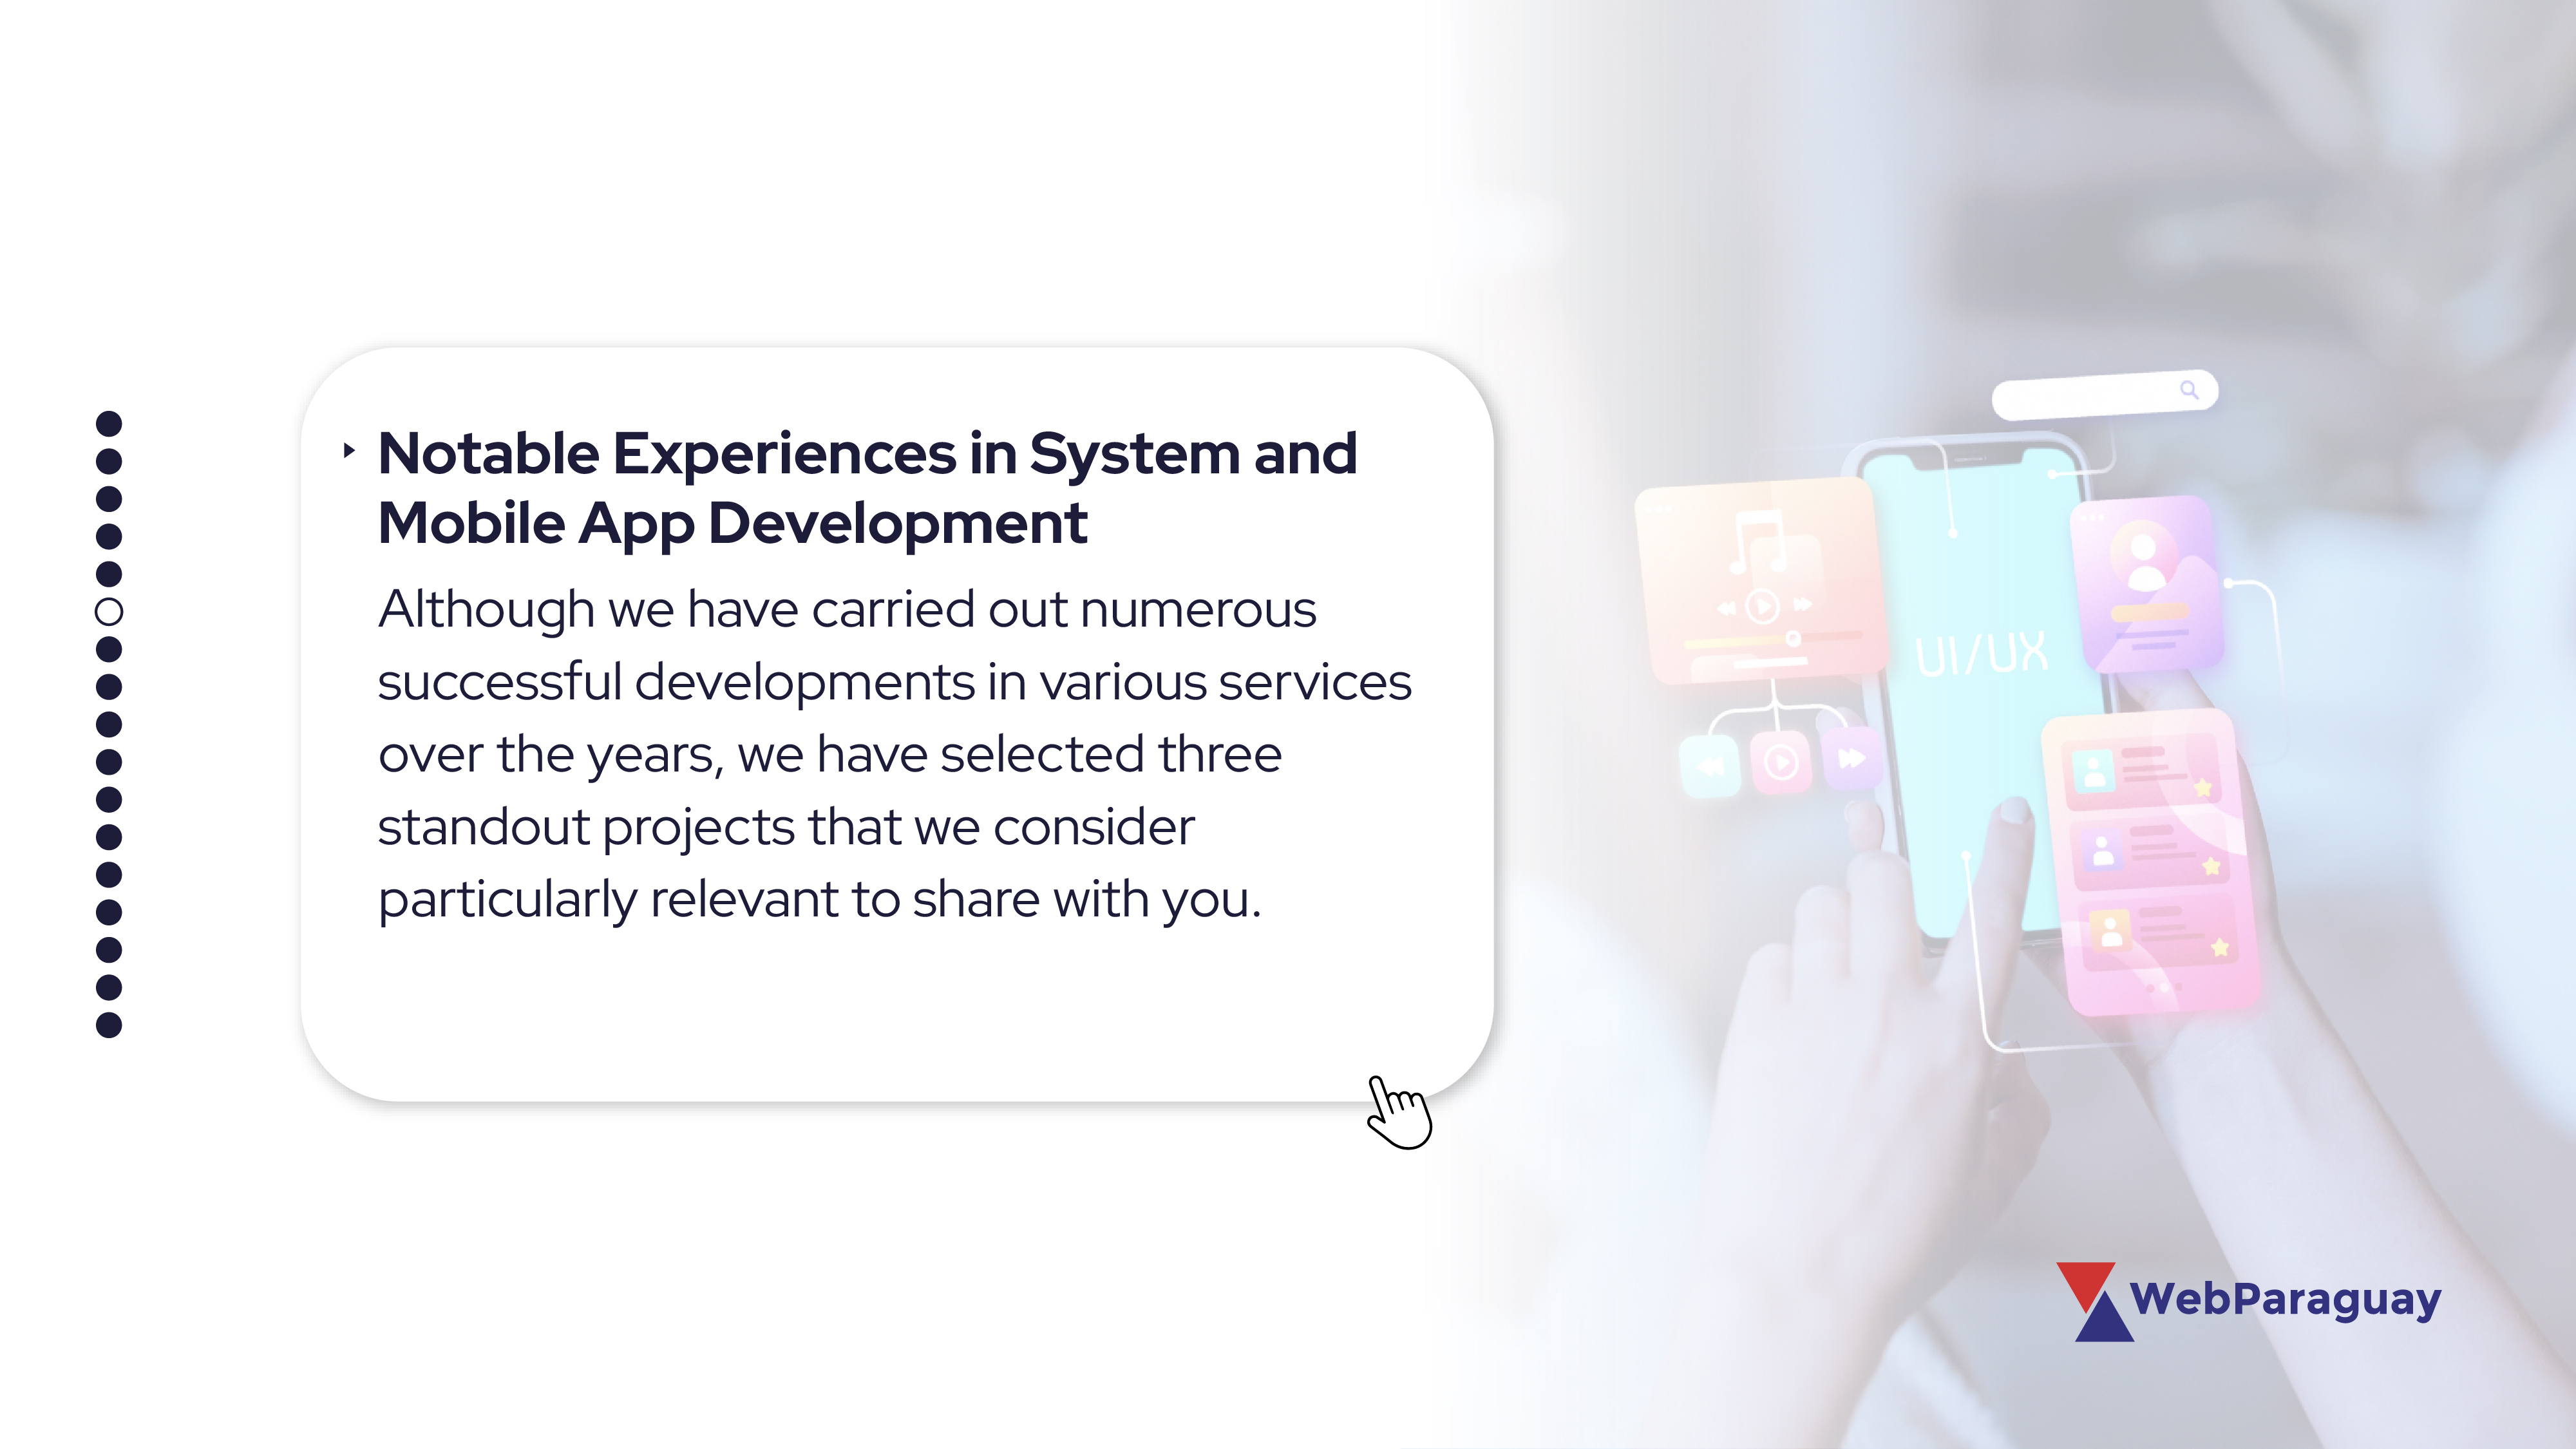 Notable Experiences in System and
Mobile App Development
Although we have carried out numerous
successful developments in various services
over the years, we have selected three
standout projects that we consider
particularly relevant to share with you.
UI/UX
WebParaguay